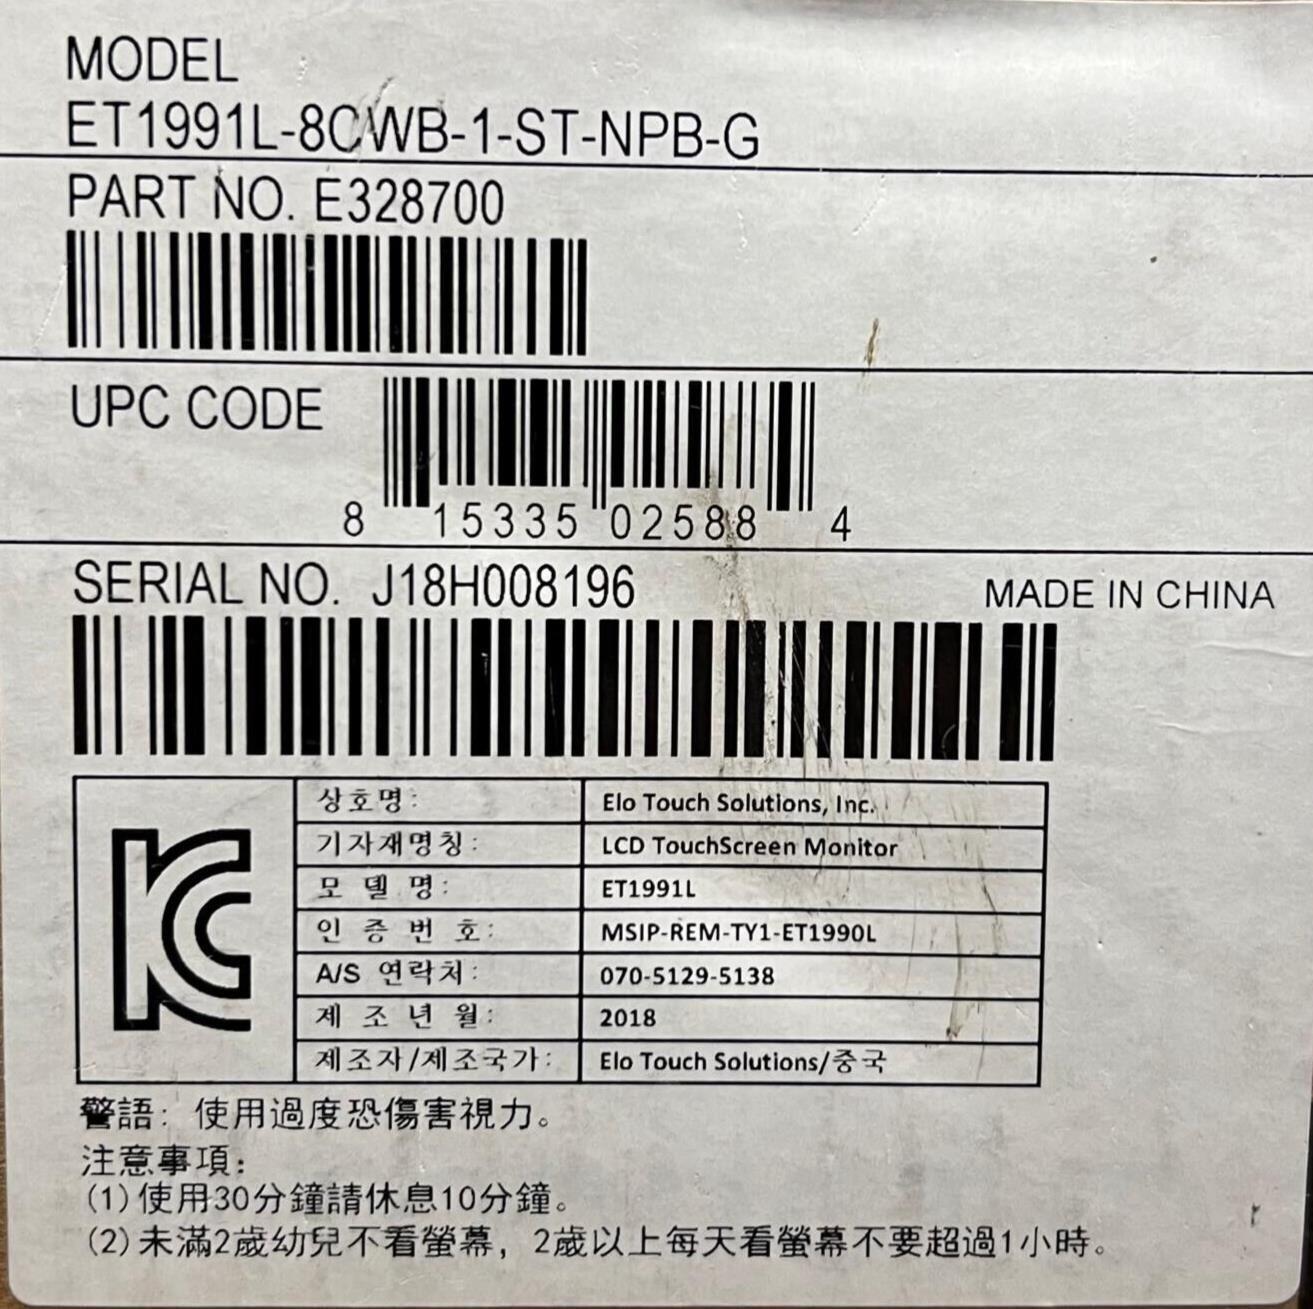 MODEL
ET1991L-8CWB-1-ST-NPB-G
PART NO. E328700
UPC CODE
8 15335 02588 4
SERIAL NO. J18H008196 MADE IN CHINA
상호명: Elo Touch Solutions, Inc.
기자재명칭: LCD TouchScreen Monitor
모 델 명: ET1991L
인 증 번 호: MSIP-REM-TY1-ET1990L
A/S 연락처: 070-5129-5138
제 조 년 월: 2018
제조자/제조국가: Elo Touch Solutions/중국
警語: 使用過度恐傷害視力。
注意事項:
(1)使用30分鐘請休息10分鐘。
(2)未滿2歲幼兒不看螢幕, 2歲以上每天看螢幕不要超過1小時。